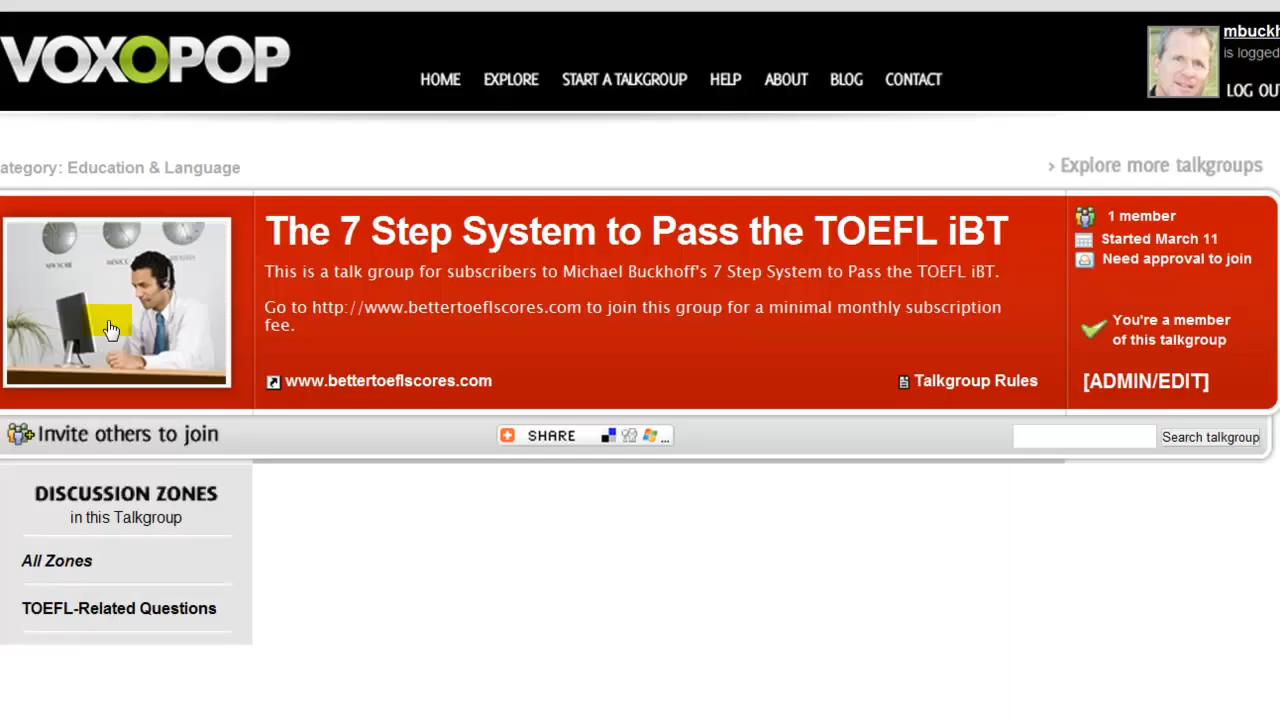 VOXOPOP
HOME EXPLORE START A TALKGROUP HELP ABOUT BLOG CONTACT
mbuckh
is logged
LOG OU
ategory: Education & Language
› Explore more talkgroups
The 7 Step System to Pass the TOEFL iBT
This is a talk group for subscribers to Michael Buckhoff's 7 Step System to Pass the TOEFL iBT.
Go to http://www.bettertoeflscores.com to join this group for a minimal monthly subscription
fee.
www.bettertoeflscores.com
Talkgroup Rules
1 member
Started March 11
Need approval to join
You're a member
of this talkgroup
[ADMIN/EDIT]
Invite others to join
SHARE ...
Search talkgroup
DISCUSSION ZONES
in this Talkgroup
All Zones
TOEFL-Related Questions